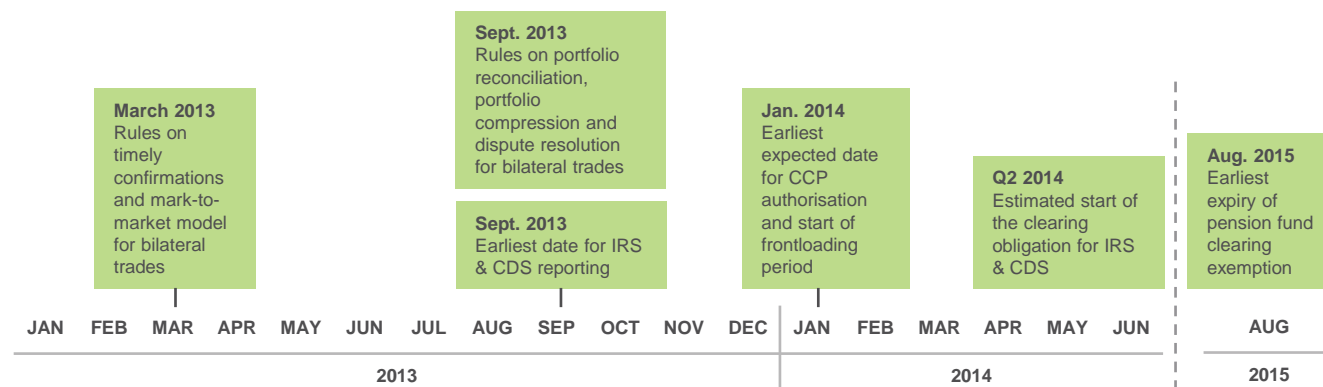 March 2013
Rules on
timely
confirmations
and mark-to-
market model
for bilateral
trades
Sept. 2013
Rules on portfolio
reconciliation,
portfolio
compression and
dispute resolution
for bilateral trades
Sept. 2013
Earliest date for IRS
& CDS reporting
Jan. 2014
Earliest
expected date
for CCP
authorisation
and start of
frontloading
period
Q2 2014
Estimated start of
the clearing
obligation for IRS
& CDS
Aug. 2015
Earliest
expiry of
pension fund
clearing
exemption
JAN FEB MAR APR MAY JUN JUL AUG SEP OCT NOV DEC JAN FEB MAR APR MAY JUN AUG
2013 2014 2015